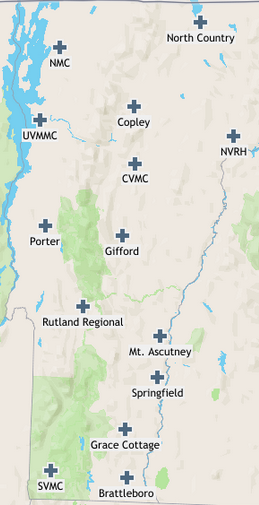 North Country
NMC
Copley
UVMMC
NVRH
CVMC
Porter
Gifford
Rutland Regional
Mt. Ascutney
Springfield
Grace Cottage
SVMC
Brattleboro